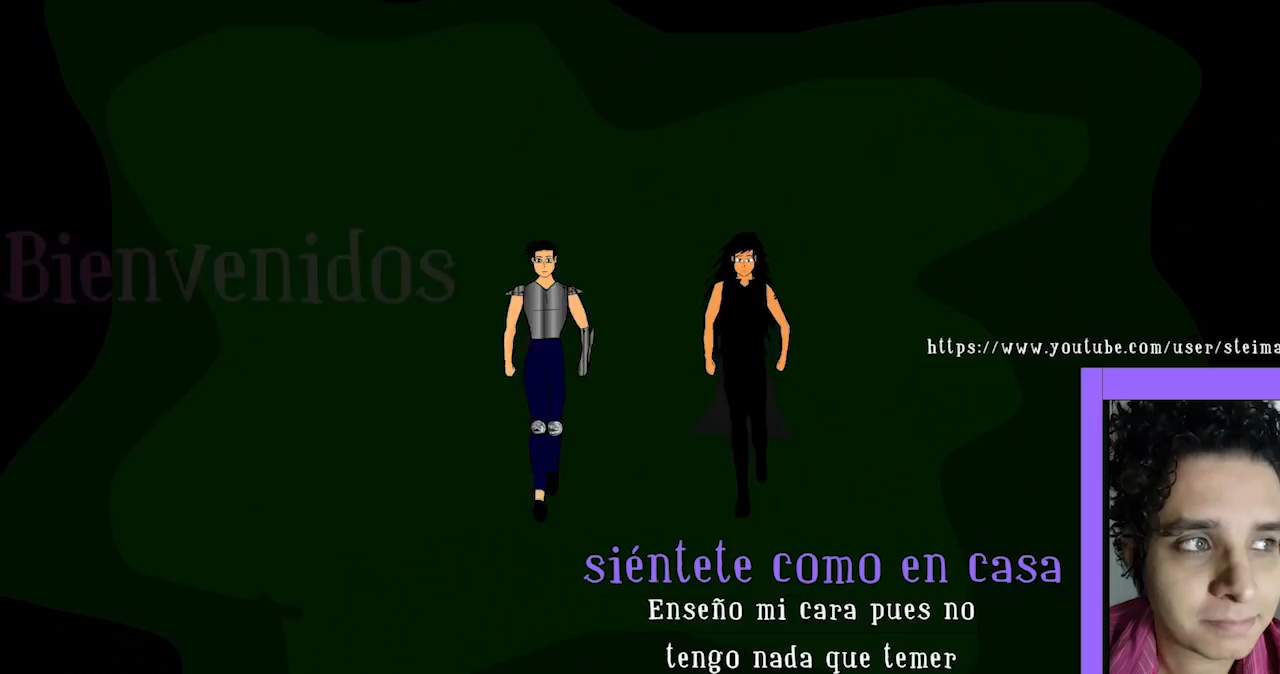 Bienvenidos
https://www.youtube.com/user/steima
siéntete como en casa
Enseño mi cara pues no
tengo nada que temer